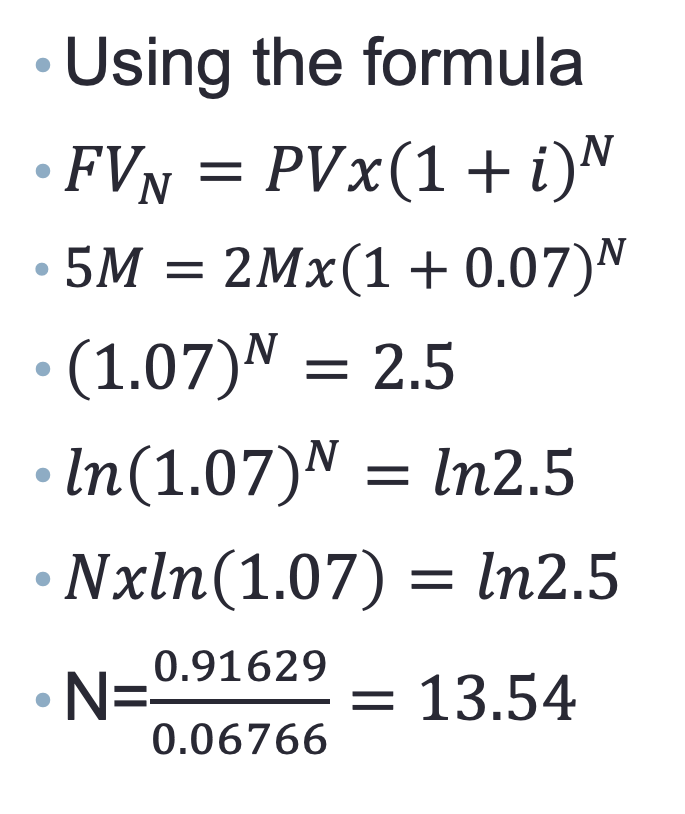 • Using the formula
• FV_N = PVx(1 + i)^N
• 5M = 2Mx(1 + 0.07)^N
• (1.07)^N = 2.5
• ln(1.07)^N = ln2.5
• Nxln(1.07) = ln2.5
• N=0.91629/0.06766 = 13.54